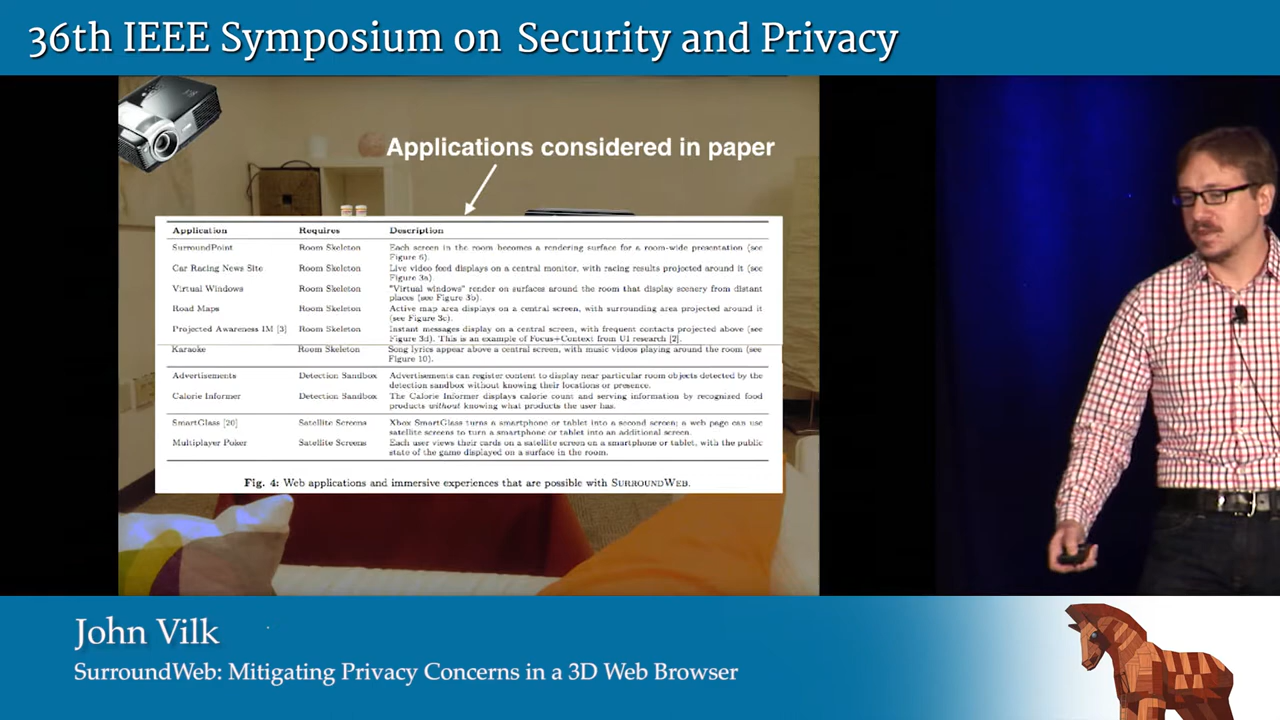 36th IEEE Symposium on Security and Privacy
Applications considered in paper
Application Requires Description
SurroundPoint Room Skeleton Each screen in the room becomes a rendering surface for a room-wide presentation (see
Figure 6).
Car Racing News Site Room Skeleton Live video feed displays on a central monitor, with racing results projected around it (see
Figure 3a).
Virtual Windows Room Skeleton "Virtual windows" render on surfaces around the room that display scenery from distant
places (see Figure 3b).
Road Maps Room Skeleton Active map area displays on a central screen, with surrounding area projected around it
(see Figure 3c).
Projected Awareness IM [3] Room Skeleton Instant messages display on a central screen, with frequent contacts projected above (see
Figure 3d). This is an example of Focus+Context from UI research [2].
Karaoke Room Skeleton Song lyrics appear above a central screen, with music videos playing around the room (see
Figure 10).
Advertisements Detection Sandbox Advertisements can register content to display near particular room objects detected by the
detection sandbox without knowing their locations or presence.
Calorie Informer Detection Sandbox The Calorie Informer displays calorie count and serving information by recognized food
products without knowing what products the user has.
SmartGlass [20] Satellite Screens Xbox SmartGlass turns a smartphone or tablet into a second screen; a web page can use
satellite screens to turn a smartphone or tablet into an additional screen.
Multiplayer Poker Satellite Screens Each user views their cards on a satellite screen on a smartphone or tablet, with the public
state of the game displayed on a surface in the room.
Fig. 4: Web applications and immersive experiences that are possible with SURROUNDWEB.
John Vilk
SurroundWeb: Mitigating Privacy Concerns in a 3D Web Browser